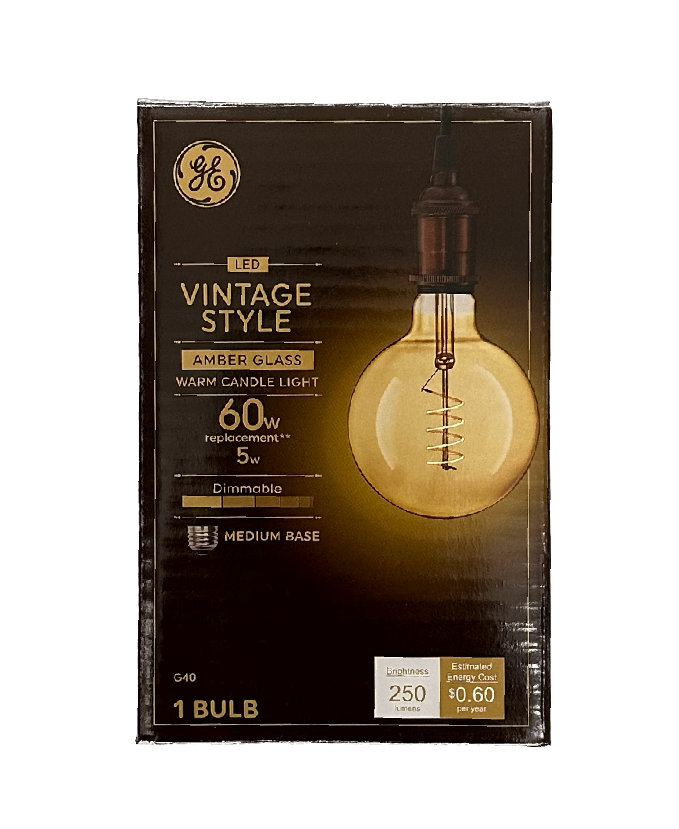 GE
LED
VINTAGE
STYLE
AMBER GLASS
WARM CANDLE LIGHT
60w
replacement**
5w
Dimmable
MEDIUM BASE
G40
1 BULB
Brightness
250
lumens
Estimated
Energy Cost
$0.60
per year